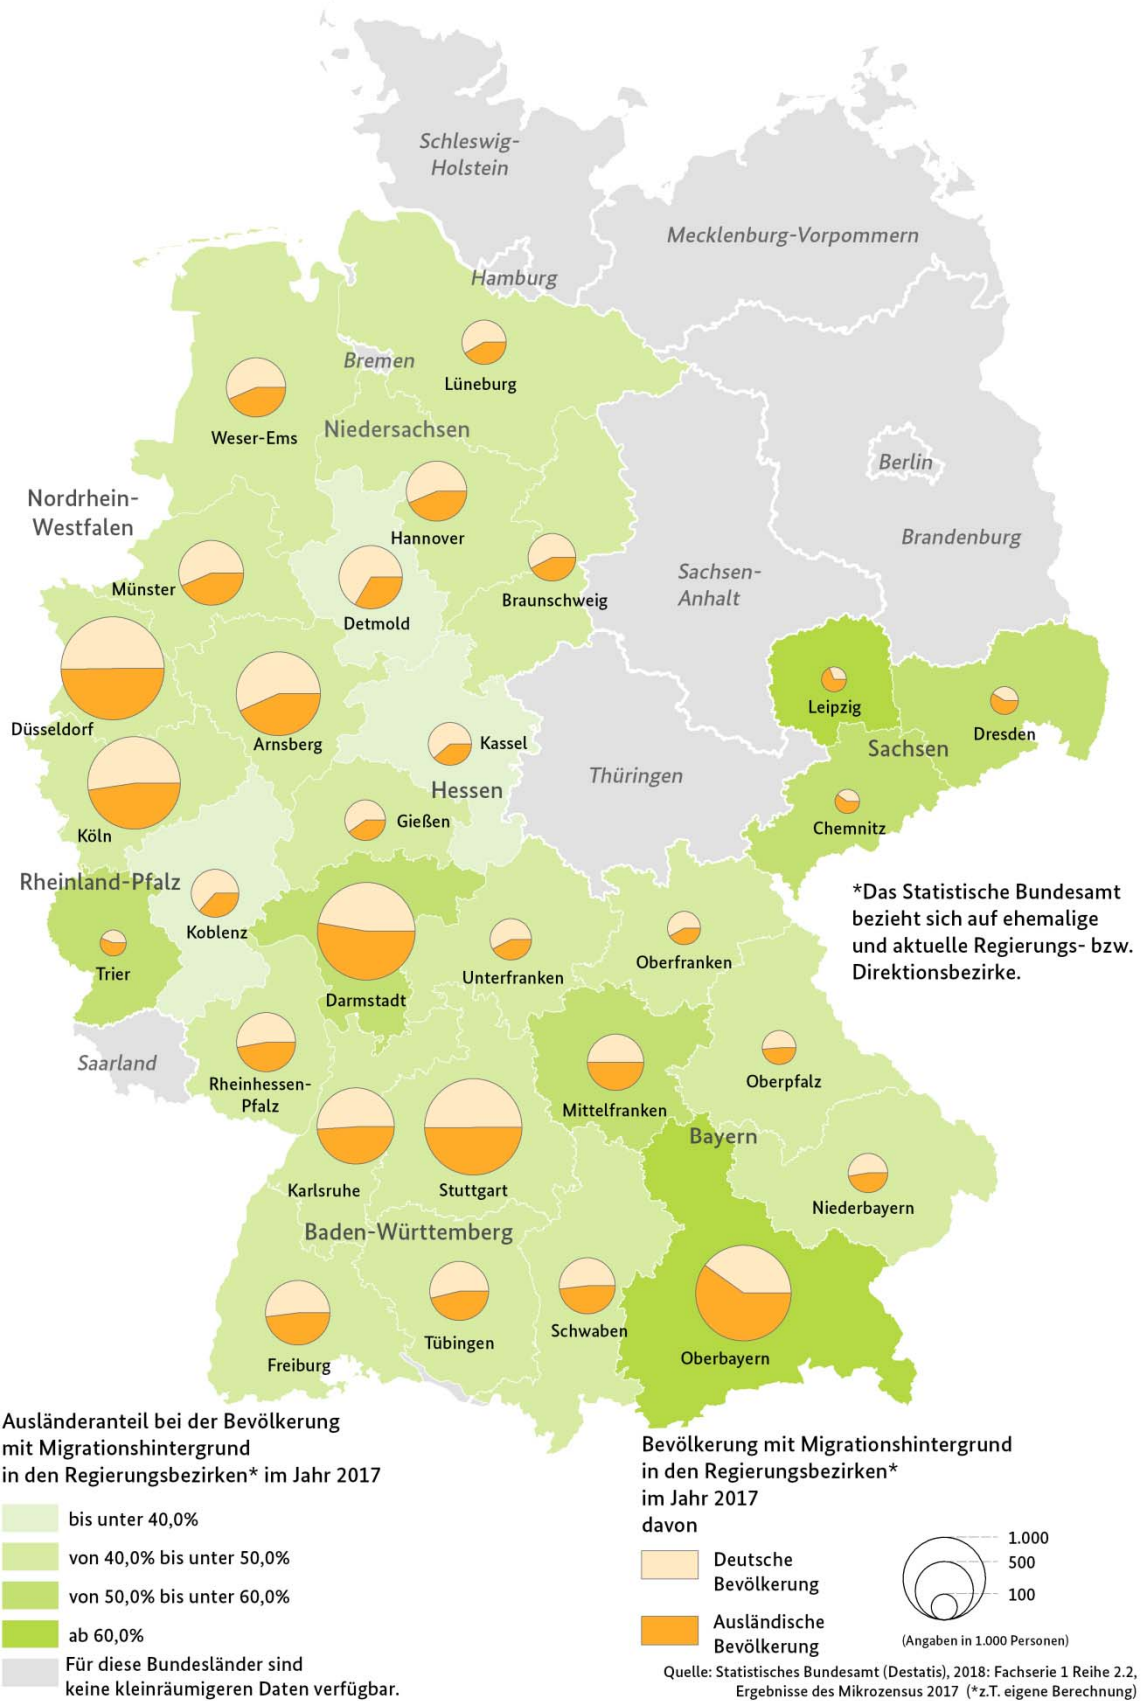 Schleswig-
Holstein
Mecklenburg-Vorpommern
Hamburg
Bremen
Lüneburg
Weser-Ems
Niedersachsen
Berlin
Nordrhein-
Westfalen
Hannover
Brandenburg
Münster
Detmold
Braunschweig
Sachsen-
Anhalt
Düsseldorf
Arnsberg
Leipzig
Dresden
Sachsen
Kassel
Hessen
Thüringen
Köln
Gießen
Chemnitz
Rheinland-Pfalz
Koblenz
*Das Statistische Bundesamt
bezieht sich auf ehemalige
und aktuelle Regierungs- bzw.
Direktionsbezirke.
Trier
Darmstadt
Unterfranken
Oberfranken
Saarland
Rheinhessen-
Pfalz
Mittelfranken
Oberpfalz
Bayern
Karlsruhe
Stuttgart
Niederbayern
Baden-Württemberg
Freiburg
Tübingen
Schwaben
Oberbayern
Ausländeranteil bei der Bevölkerung
mit Migrationshintergrund
in den Regierungsbezirken* im Jahr 2017
bis unter 40,0%
von 40,0% bis unter 50,0%
von 50,0% bis unter 60,0%
ab 60,0%
Für diese Bundesländer sind
keine kleinräumigeren Daten verfügbar.
Bevölkerung mit Migrationshintergrund
in den Regierungsbezirken*
im Jahr 2017
davon
Deutsche
Bevölkerung
Ausländische
Bevölkerung
1.000
500
100
(Angaben in 1.000 Personen)
Quelle: Statistisches Bundesamt (Destatis), 2018: Fachserie 1 Reihe 2.2,
Ergebnisse des Mikrozensus 2017 (*z.T. eigene Berechnung)